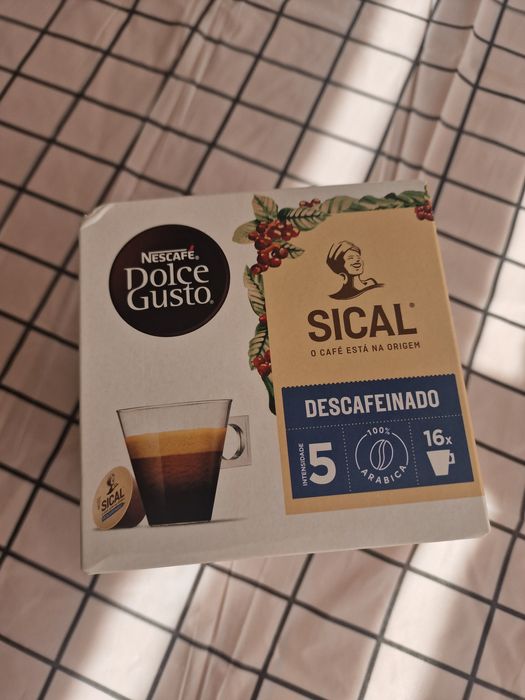 NESCAFÉ®
Dolce
Gusto®
SICAL®
O CAFÉ ESTÁ NA ORIGEM
DESCAFEINADO
INTENSIDADE
5
100%
ARABICA
16x
SICAL